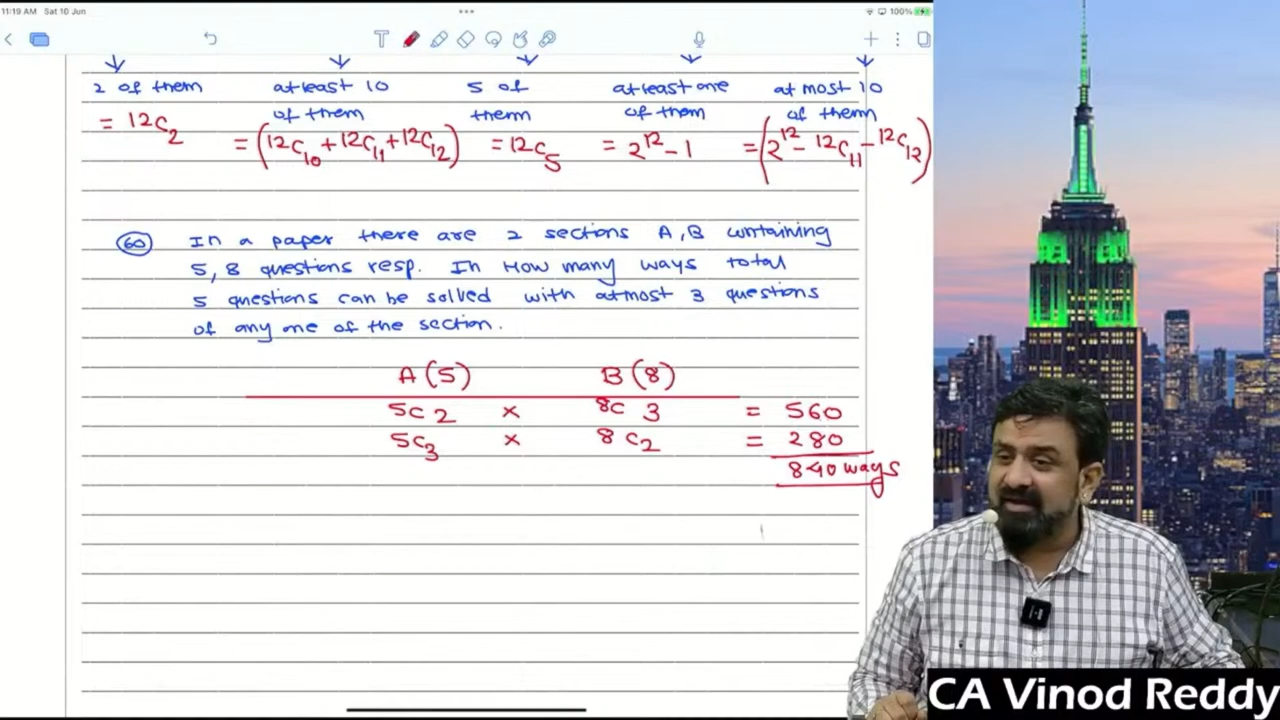 11:19 AM Sat 10 Jun
100%
2 of them
at least 10 of them
5 of them
at least one of them
at most 10 of them
= 12C2
= (12C10 + 12C11 + 12C12)
= 12C5
= 2^12 - 1
= (2^12 - 12C11 - 12C12)
60 In a paper there are 2 sections A, B containing
5, 8 questions resp. In How many ways total
5 questions can be solved with atmost 3 questions
of any one of the section.
A (5) B (8)
5C2 × 8C3 = 560
5C3 × 8C2 = 280
840 ways
CA Vinod Reddy